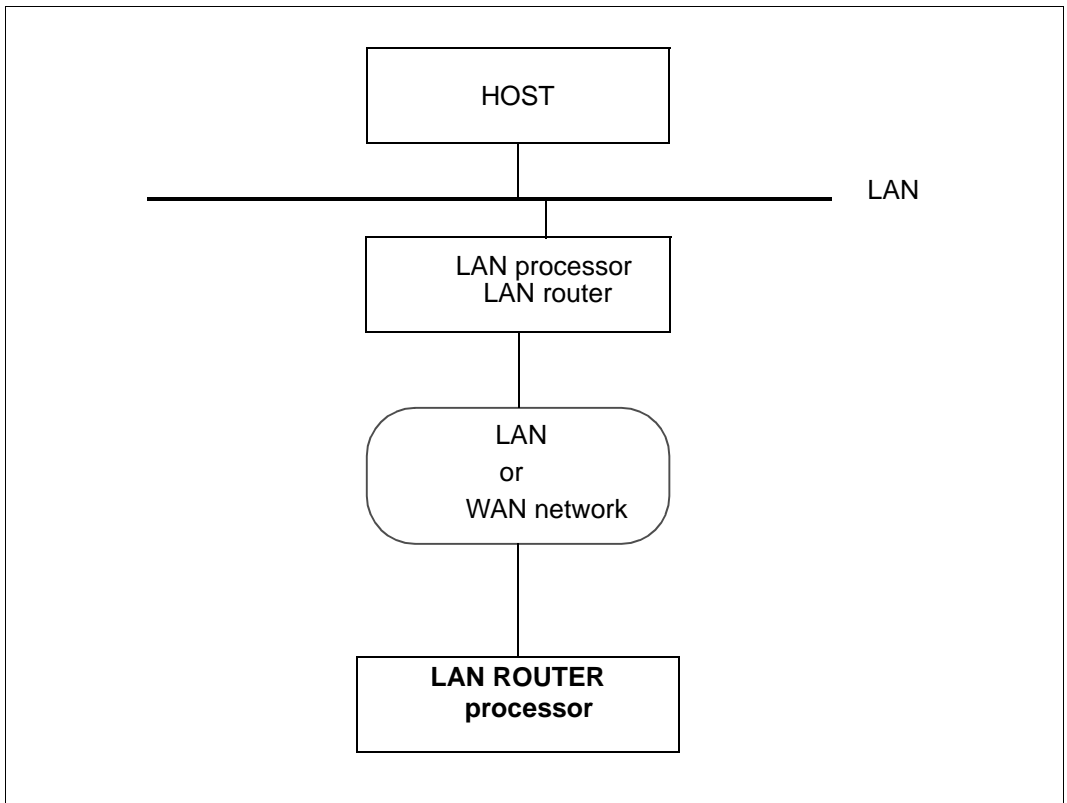 HOST
LAN
LAN processor
LAN router
LAN
or
WAN network
LAN ROUTER
processor